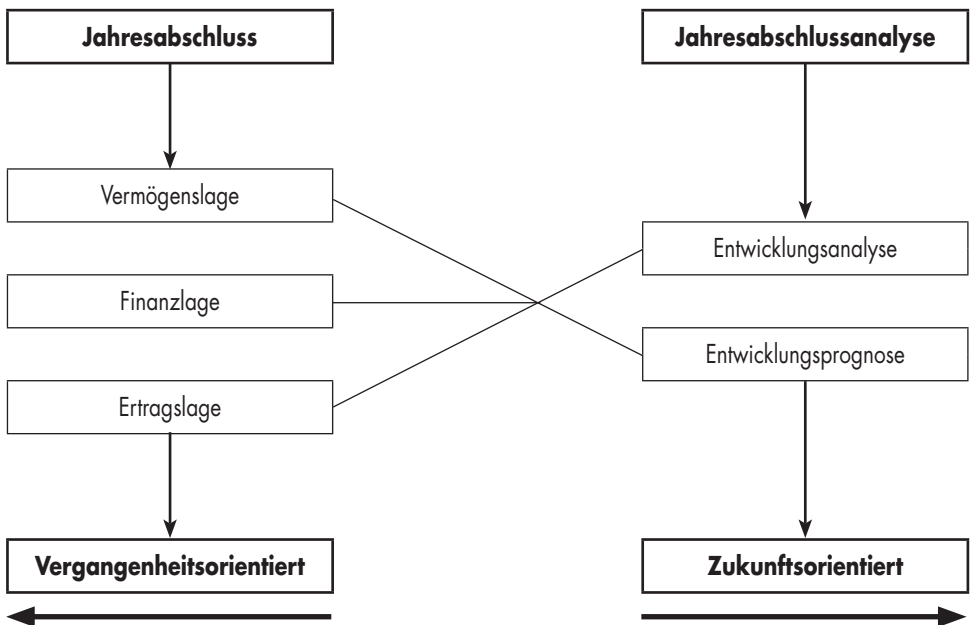 Jahresabschluss
Jahresabschlussanalyse
Vermögenslage
Entwicklungsanalyse
Finanzlage
Entwicklungsprognose
Ertragslage
Vergangenheitsorientiert
Zukunftsorientiert